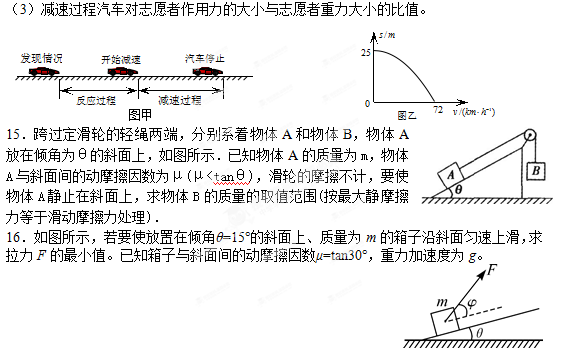 （3）减速过程汽车对志愿者作用力的大小与志愿者重力大小的比值。
发现情况 开始减速 汽车停止
反应过程 减速过程
图甲
s/m
25
0
72 v/(km·h⁻¹)
图乙
15．跨过定滑轮的轻绳两端，分别系着物体A和物体B，物体A
放在倾角为θ的斜面上，如图所示．已知物体A的质量为m，物体
A与斜面间的动摩擦因数为μ(μ<tanθ)，滑轮的摩擦不计，要使
物体A静止在斜面上，求物体B的质量的取值范围(按最大静摩擦
力等于滑动摩擦力处理)．
A
B
θ
16．如图所示，若要使放置在倾角θ=15°的斜面上、质量为m的箱子沿斜面匀速上滑，求
拉力F的最小值。已知箱子与斜面间的动摩擦因数μ=tan30°，重力加速度为g。
F
m
φ
θ